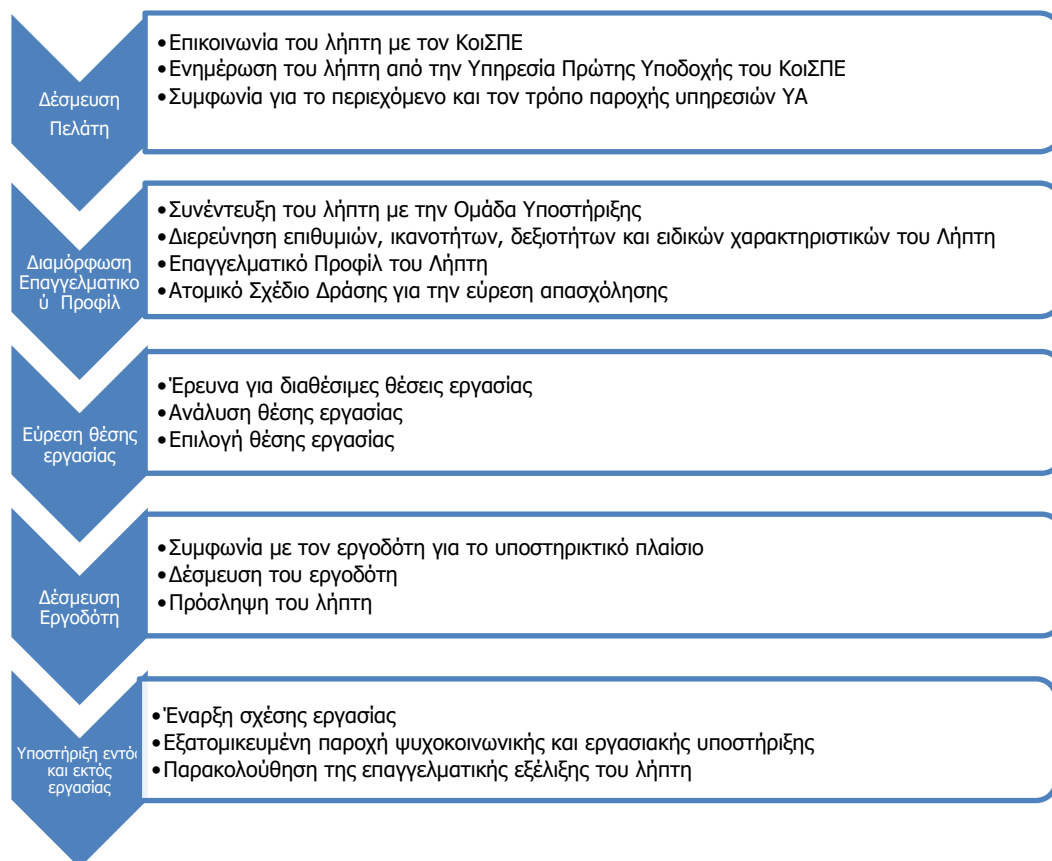 Δέσμευση
Πελάτη
•Επικοινωνία του λήπτη με τον ΚοιΣΠΕ
•Ενημέρωση του λήπτη από την Υπηρεσία Πρώτης Υποδοχής του ΚοιΣΠΕ
•Συμφωνία για το περιεχόμενο και τον τρόπο παροχής υπηρεσιών ΥΑ
Διαμόρφωση
Επαγγελματικο
ύ Προφίλ
•Συνέντευξη του λήπτη με την Ομάδα Υποστήριξης
•Διερεύνηση επιθυμιών, ικανοτήτων, δεξιοτήτων και ειδικών χαρακτηριστικών του Λήπτη
•Επαγγελματικό Προφίλ του Λήπτη
•Ατομικό Σχέδιο Δράσης για την εύρεση απασχόλησης
Εύρεση θέσης
εργασίας
•Έρευνα για διαθέσιμες θέσεις εργασίας
•Ανάλυση θέσης εργασίας
•Επιλογή θέσης εργασίας
Δέσμευση
Εργοδότη
•Συμφωνία με τον εργοδότη για το υποστηρικτικό πλαίσιο
•Δέσμευση του εργοδότη
•Πρόσληψη του λήπτη
Υποστήριξη εντός
και εκτός
εργασίας
•Έναρξη σχέσης εργασίας
•Εξατομικευμένη παροχή ψυχοκοινωνικής και εργασιακής υποστήριξης
•Παρακολούθηση της επαγγελματικής εξέλιξης του λήπτη